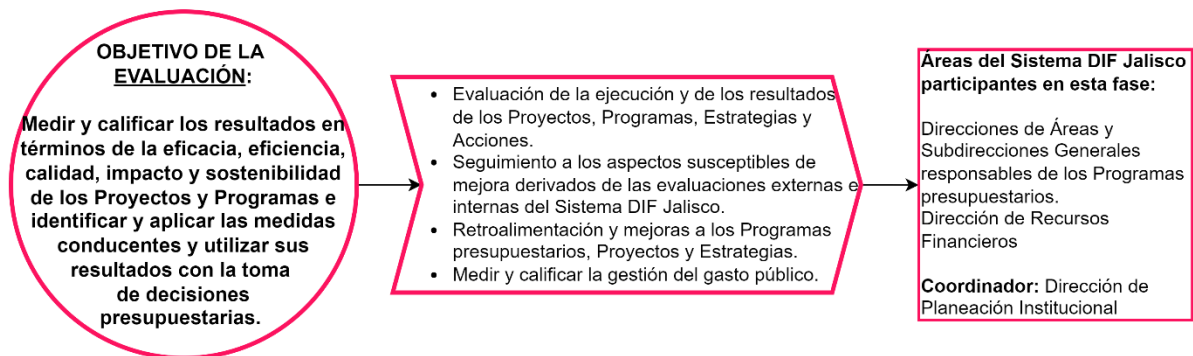 OBJETIVO DE LA
EVALUACIÓN:
Medir y calificar los resultados en
términos de la eficacia, eficiencia,
calidad, impacto y sostenibilidad
de los Proyectos y Programas e
identificar y aplicar las medidas
conducentes y utilizar sus
resultados con la toma
de decisiones
presupuestarias.
• Evaluación de la ejecución y de los resultados
de los Proyectos, Programas, Estrategias y
Acciones.
• Seguimiento a los aspectos susceptibles de
mejora derivados de las evaluaciones externas e
internas del Sistema DIF Jalisco.
• Retroalimentación y mejoras a los Programas
presupuestarios, Proyectos y Estrategias.
• Medir y calificar la gestión del gasto público.
Áreas del Sistema DIF Jalisco
participantes en esta fase:
Direcciones de Áreas y
Subdirecciones Generales
responsables de los Programas
presupuestarios.
Dirección de Recursos
Financieros
Coordinador: Dirección de
Planeación Institucional